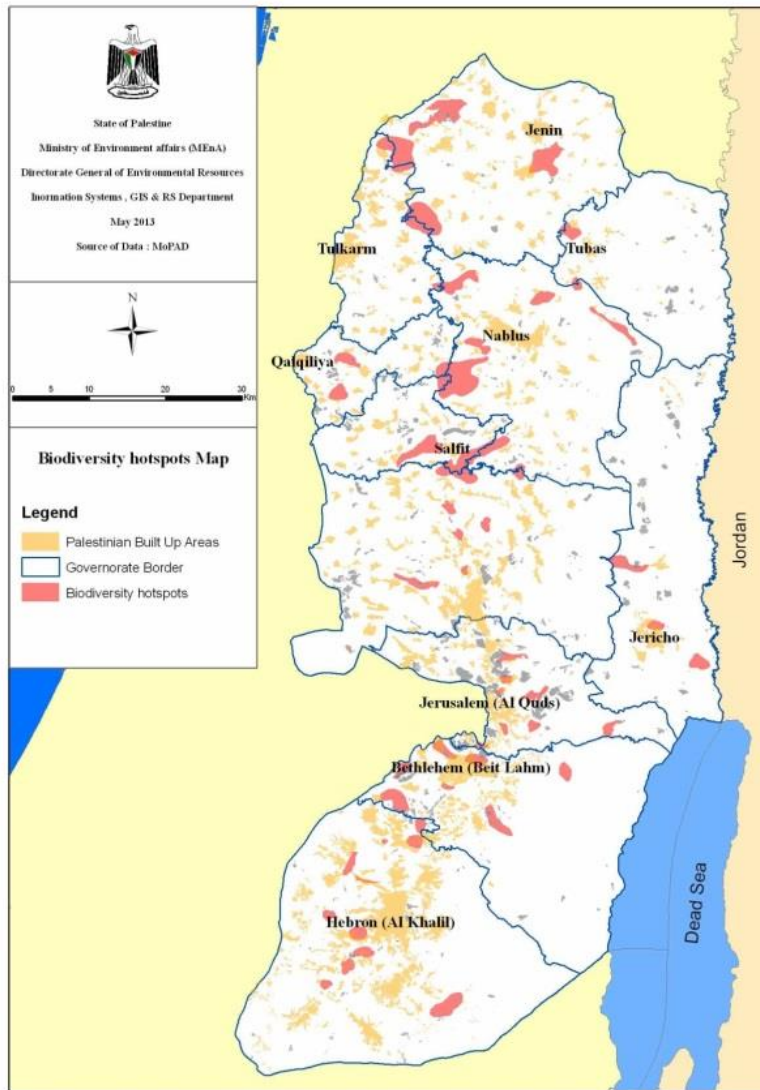 State of Palestine
Ministry of Environment affairs (MEnA)
Directorate General of Environmental Resources
Inormation Systems , GIS & RS Department
May 2013
Source of Data : MoPAD
N
0 10 20 30
Km
Biodiversity hotspots Map
Legend
Palestinian Built Up Areas
Governorate Border
Biodiversity hotspots
Jenin
Tubas
Tulkarm
Nablus
Qalqiliya
Salfit
Jordan
Jericho
Jerusalem (Al Quds)
Bethlehem (Beit Lahm)
Dead Sea
Hebron (Al Khalil)